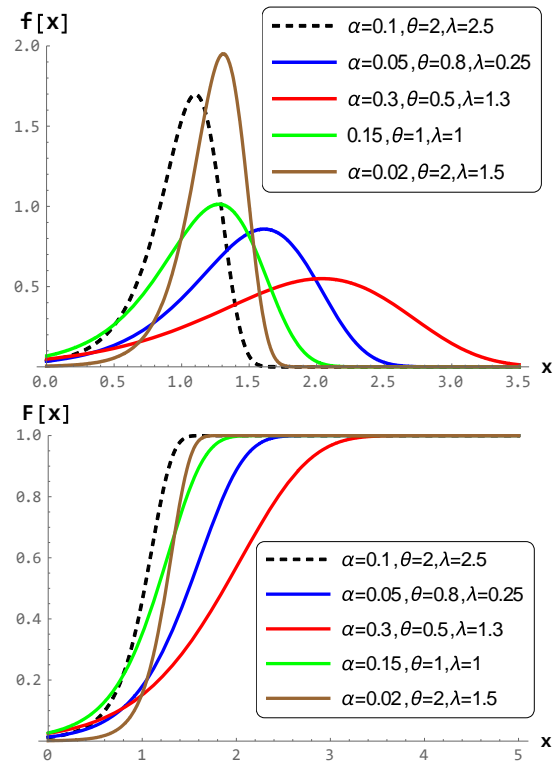 f[x]
α=0.1,θ=2,λ=2.5
α=0.05,θ=0.8,λ=0.25
α=0.3,θ=0.5,λ=1.3
0.15,θ=1,λ=1
α=0.02,θ=2,λ=1.5
2.0
1.5
1.0
0.5
0.0 0.5 1.0 1.5 2.0 2.5 3.0 3.5 x
F[x]
1.0
0.8
0.6
0.4
0.2
α=0.1,θ=2,λ=2.5
α=0.05,θ=0.8,λ=0.25
α=0.3,θ=0.5,λ=1.3
α=0.15,θ=1,λ=1
α=0.02,θ=2,λ=1.5
0 1 2 3 4 5 x